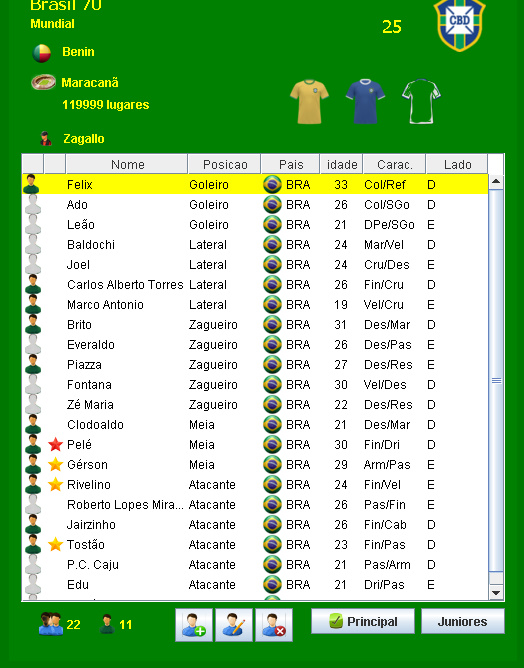 Brasil 70
Mundial
25
CBD
Benin
Maracanã
119999 lugares
Zagallo
Nome Posicao Pais idade Carac. Lado
Felix Goleiro BRA 33 Col/Ref D
Ado Goleiro BRA 26 Col/SGo D
Leão Goleiro BRA 21 DPe/SGo E
Baldochi Lateral BRA 24 Mar/Vel D
Joel Lateral BRA 24 Cru/Des E
Carlos Alberto Torres Lateral BRA 26 Fin/Cru D
Marco Antonio Lateral BRA 19 Vel/Cru E
Brito Zagueiro BRA 31 Des/Mar D
Everaldo Zagueiro BRA 26 Des/Pas E
Piazza Zagueiro BRA 27 Des/Res E
Fontana Zagueiro BRA 30 Vel/Des D
Zé Maria Zagueiro BRA 22 Des/Res D
Clodoaldo Meia BRA 21 Des/Mar D
Pelé Meia BRA 30 Fin/Dri D
Gérson Meia BRA 29 Arm/Pas E
Rivelino Atacante BRA 24 Fin/Vel E
Roberto Lopes Mira... Atacante BRA 26 Pas/Fin E
Jairzinho Atacante BRA 26 Fin/Cab D
Tostão Atacante BRA 23 Fin/Pas D
P.C. Caju Atacante BRA 21 Pas/Arm D
Edu Atacante BRA 21 Dri/Pas E
22 11 Principal Juniores